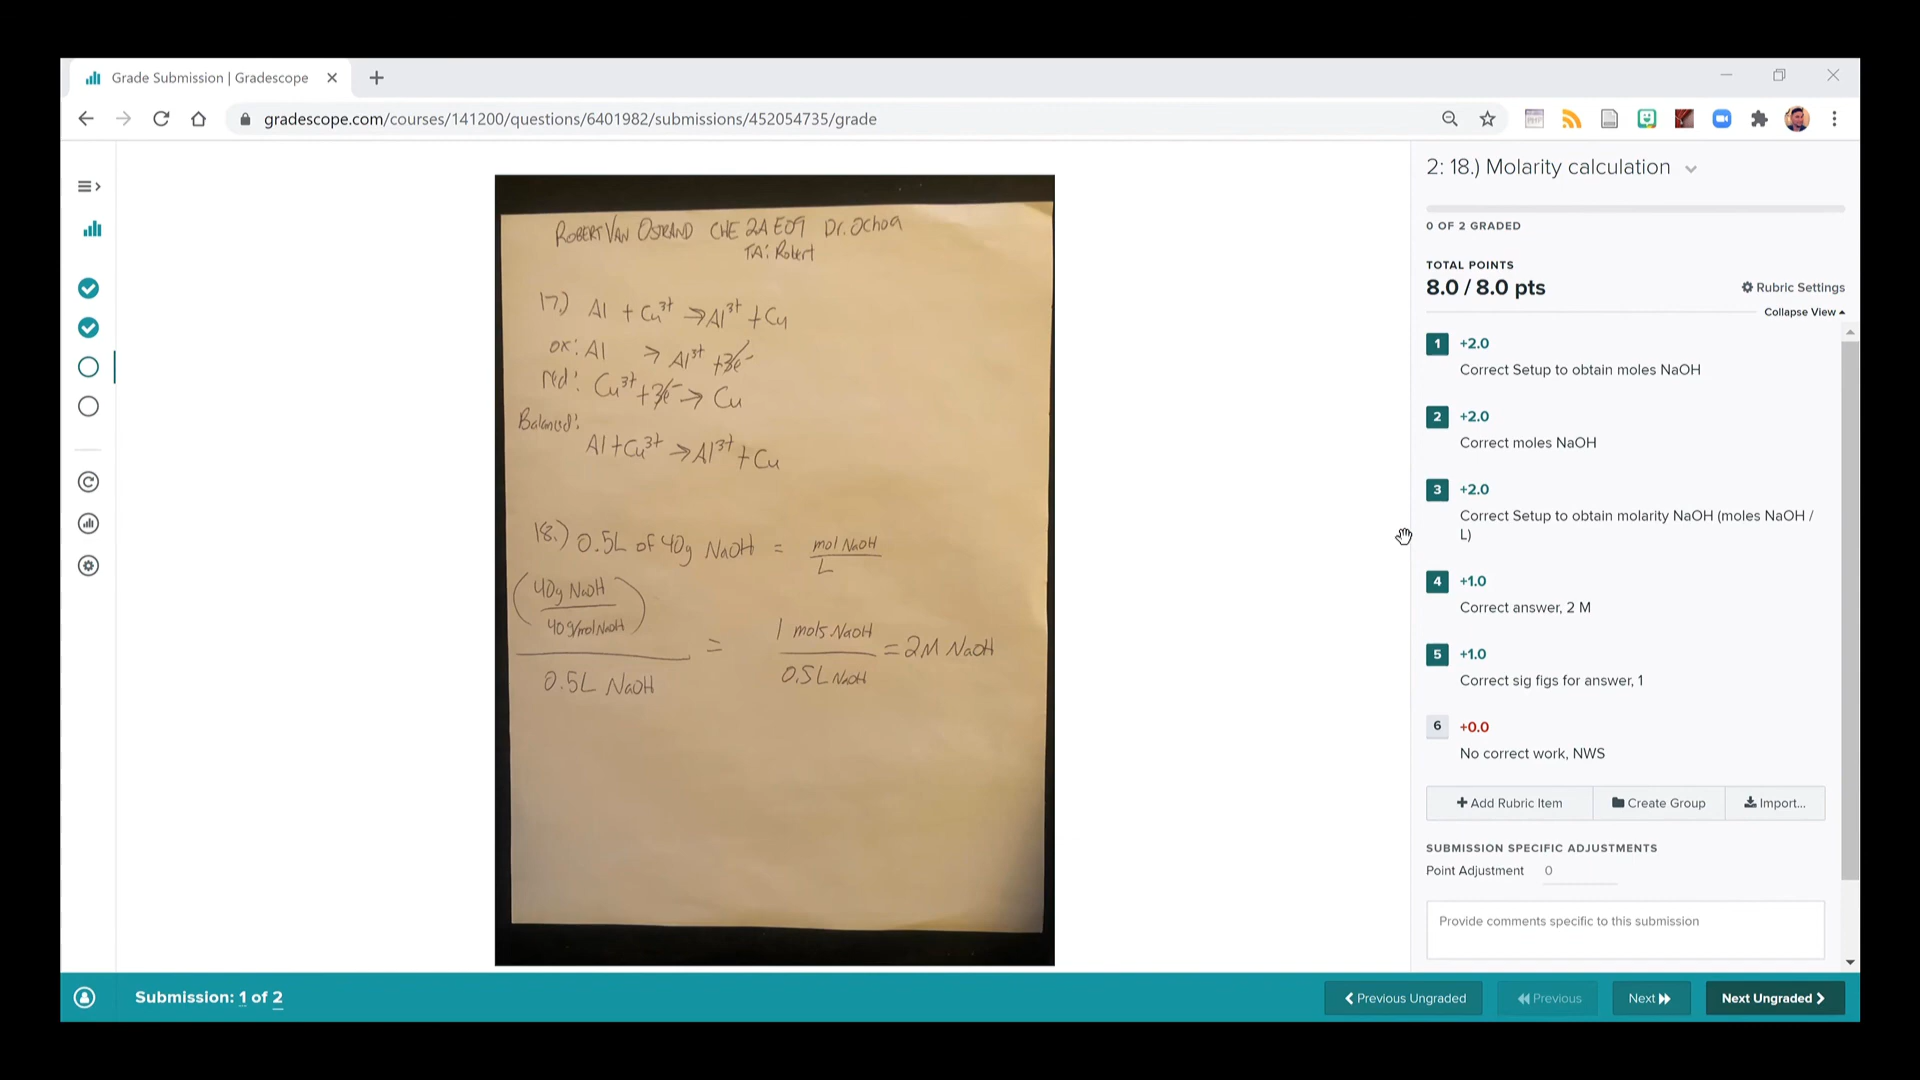 Grade Submission | Gradescope
gradescope.com/courses/141200/questions/6401982/submissions/452054735/grade
ROBERT VAN OSTRAND CHE 2A E09 Dr. Ochoa
TA: Robert
17.) Al + Cu³⁺ → Al³⁺ + Cu
ox: Al → Al³⁺ + 3e⁻
red: Cu³⁺ + 3e⁻ → Cu
Balanced:
Al + Cu³⁺ → Al³⁺ + Cu
18.) 0.5L of 40g NaOH = mol NaOH
L
40g NaOH
40g/mol NaOH
= 1 mols NaOH = 2M NaOH
0.5L NaOH
0.5L NaOH
2: 18.) Molarity calculation
0 OF 2 GRADED
TOTAL POINTS
8.0 / 8.0 pts
Rubric Settings
Collapse View
1 +2.0
Correct Setup to obtain moles NaOH
2 +2.0
Correct moles NaOH
3 +2.0
Correct Setup to obtain molarity NaOH (moles NaOH /
L)
4 +1.0
Correct answer, 2 M
5 +1.0
Correct sig figs for answer, 1
6 +0.0
No correct work, NWS
Add Rubric Item Create Group Import...
SUBMISSION SPECIFIC ADJUSTMENTS
Point Adjustment 0
Provide comments specific to this submission
Submission: 1 of 2
Previous Ungraded Previous Next Next Ungraded